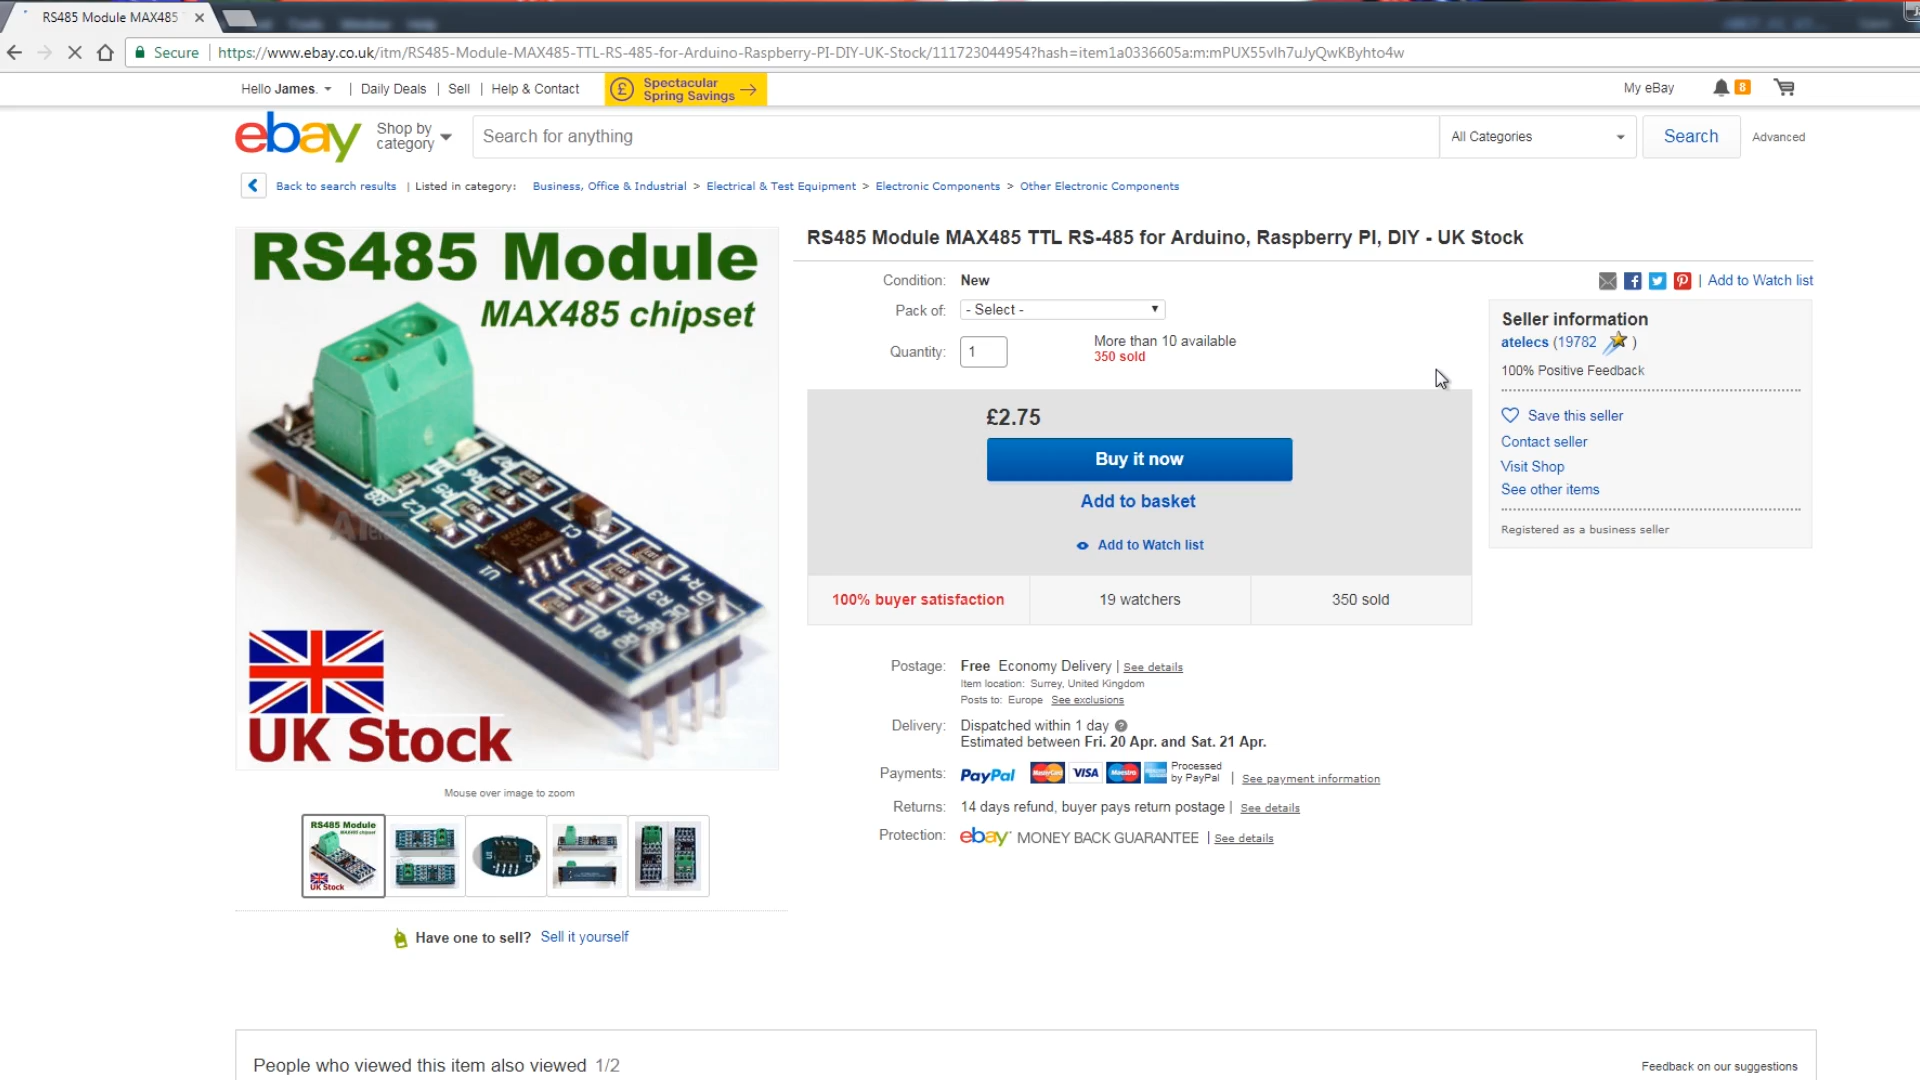 RS485 Module MAX485
Secure
https://www.ebay.co.uk/itm/RS485-Module-MAX485-TTL-RS-485-for-Arduino-Raspberry-PI-DIY-UK-Stock/111723044954?hash=item1a0336605a:m:mPUX55vlh7uJyQwKByhto4w
Hello James. | Daily Deals | Sell | Help & Contact
Spectacular
Spring Savings
My eBay
8
ebay
Shop by
category
Search for anything
All Categories
Search
Advanced
Back to search results | Listed in category: Business, Office & Industrial > Electrical & Test Equipment > Electronic Components > Other Electronic Components
RS485 Module
MAX485 chipset
UK Stock
Mouse over image to zoom
Have one to sell? Sell it yourself
RS485 Module MAX485 TTL RS-485 for Arduino, Raspberry PI, DIY - UK Stock
Condition: New
| Add to Watch list
Pack of: - Select -
Quantity: 1
More than 10 available
350 sold
£2.75
Buy it now
Add to basket
Add to Watch list
100% buyer satisfaction
19 watchers
350 sold
Seller information
atelecs (19782 )
100% Positive Feedback
Save this seller
Contact seller
Visit Shop
See other items
Registered as a business seller
Postage: Free Economy Delivery | See details
Item location: Surrey, United Kingdom
Posts to: Europe See exclusions
Delivery: Dispatched within 1 day
Estimated between Fri. 20 Apr. and Sat. 21 Apr.
Payments: PayPal MasterCard VISA Maestro Processed
by PayPal | See payment information
Returns: 14 days refund, buyer pays return postage | See details
Protection: ebay MONEY BACK GUARANTEE | See details
People who viewed this item also viewed 1/2
Feedback on our suggestions